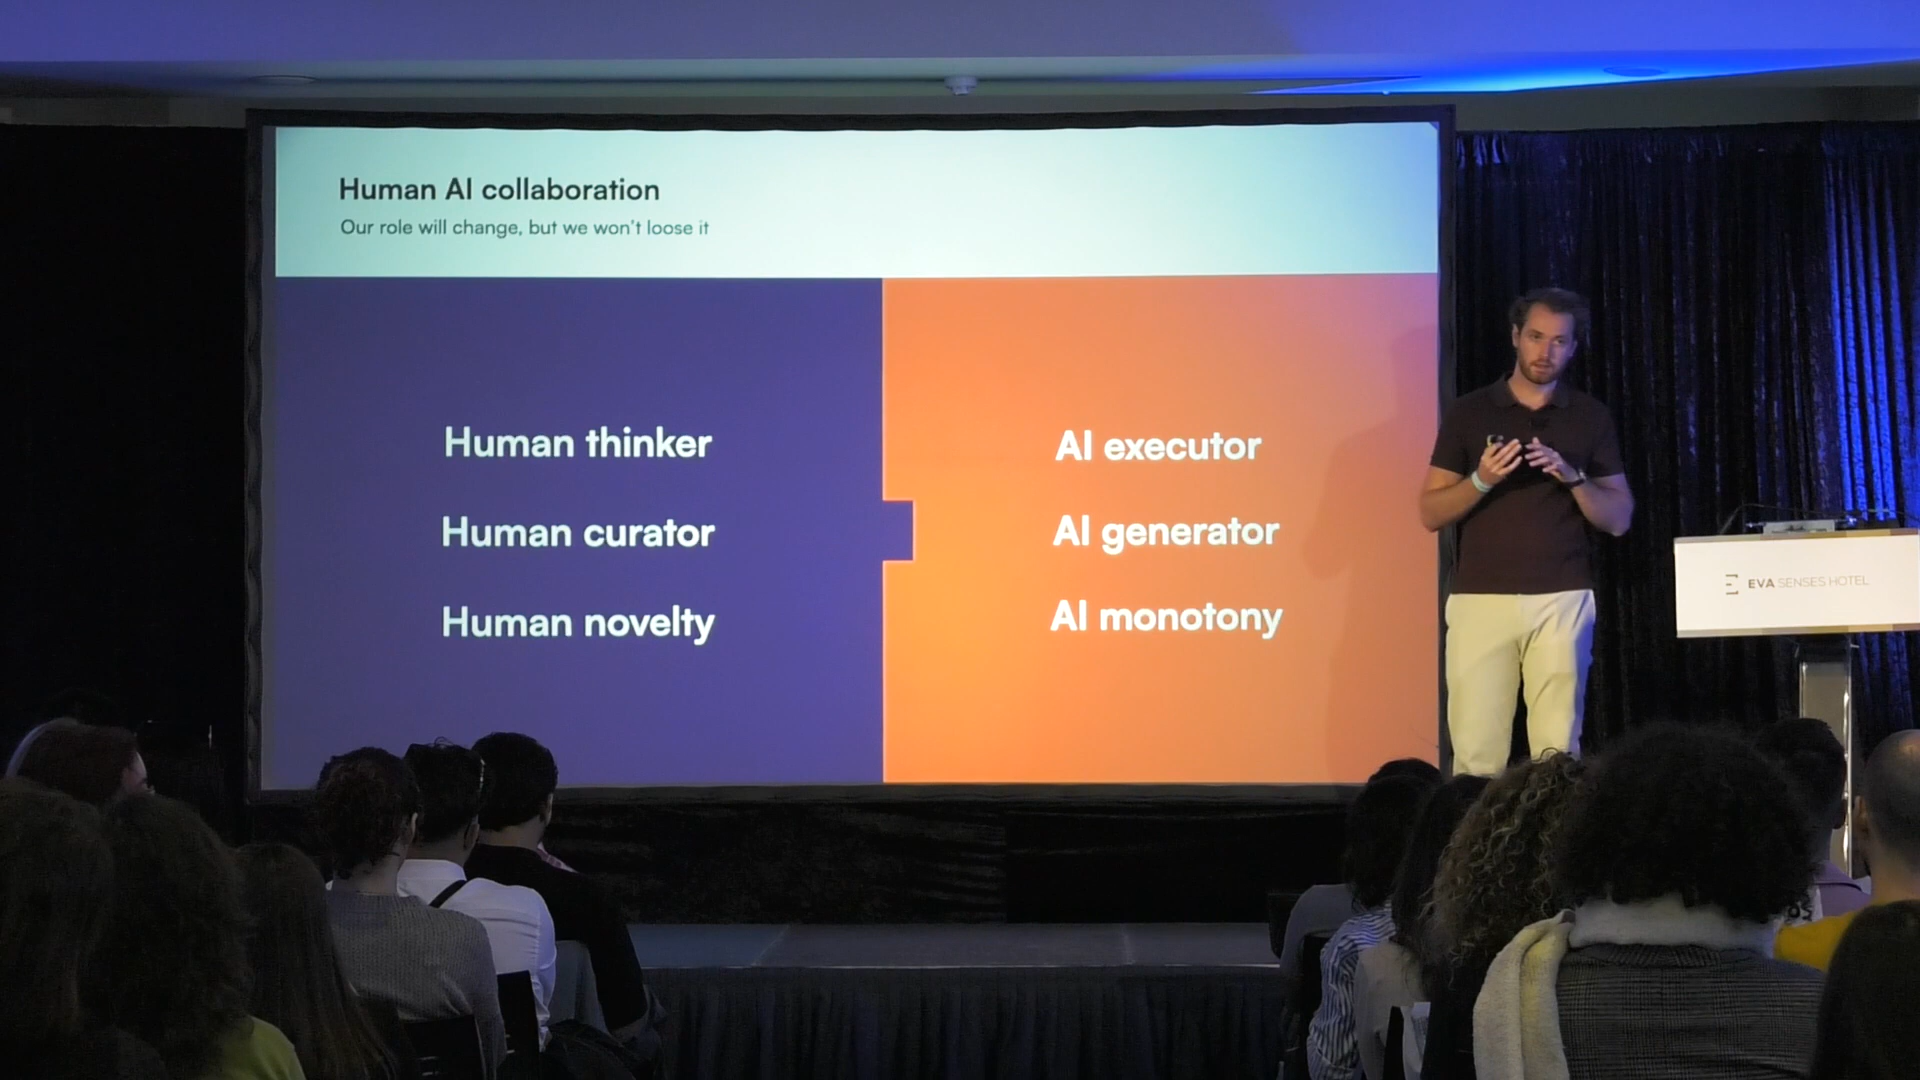 Human AI collaboration
Our role will change, but we won't loose it
Human thinker
Human curator
Human novelty
AI executor
AI generator
AI monotony
EVA SENSES HOTEL